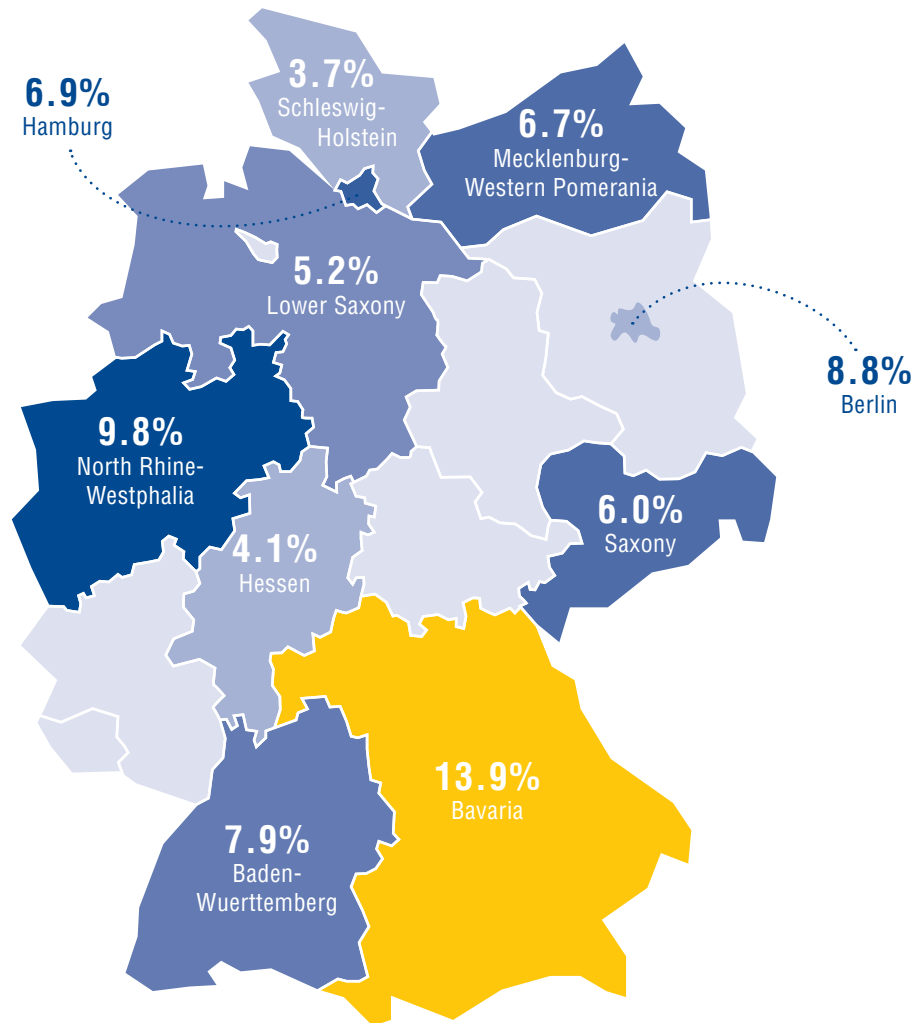 3.7%
Schleswig-
Holstein
6.9%
Hamburg
6.7%
Mecklenburg-
Western Pomerania
5.2%
Lower Saxony
8.8%
Berlin
9.8%
North Rhine-
Westphalia
6.0%
Saxony
4.1%
Hessen
13.9%
Bavaria
7.9%
Baden-
Wuerttemberg